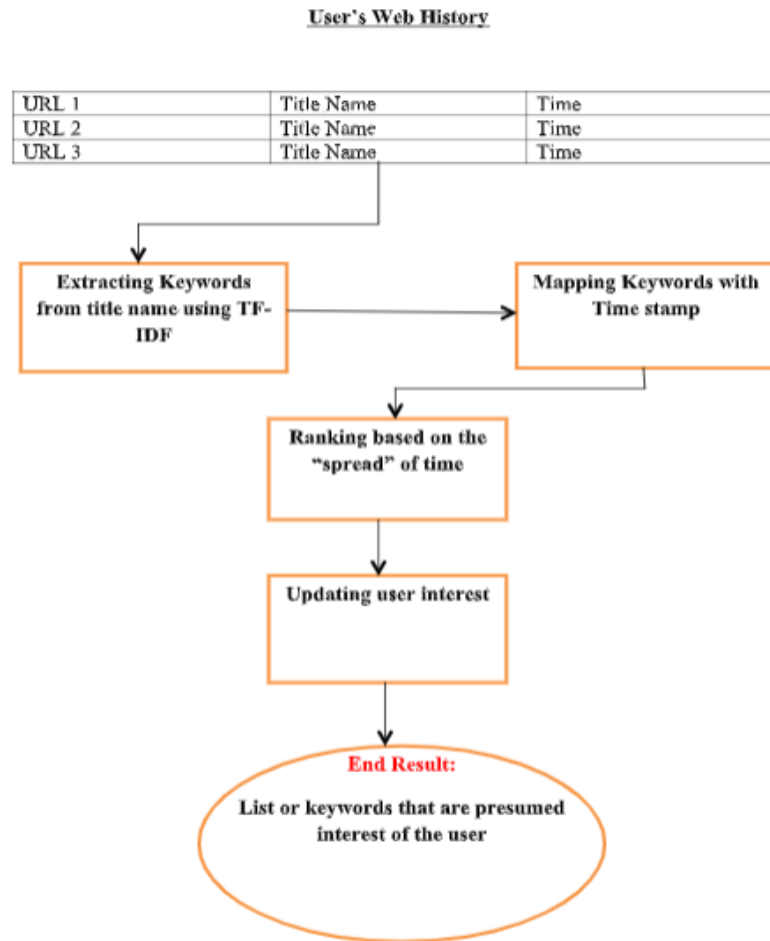 User's Web History
URL 1 Title Name Time
URL 2 Title Name Time
URL 3 Title Name Time
Extracting Keywords
from title name using TF-
IDF
Mapping Keywords with
Time stamp
Ranking based on the
“spread” of time
Updating user interest
End Result:
List or keywords that are presumed
interest of the user